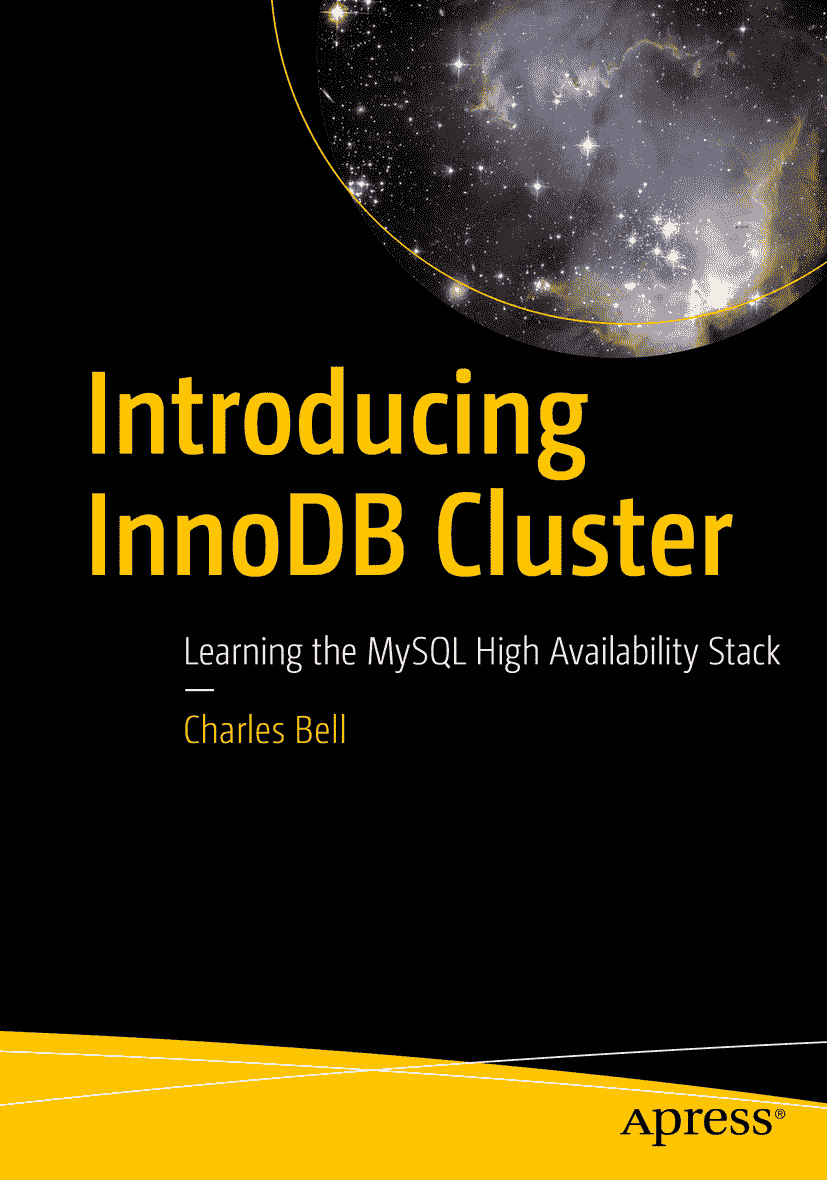 Introducing
InnoDB Cluster
Learning the MySQL High Availability Stack
—
Charles Bell
Apress®